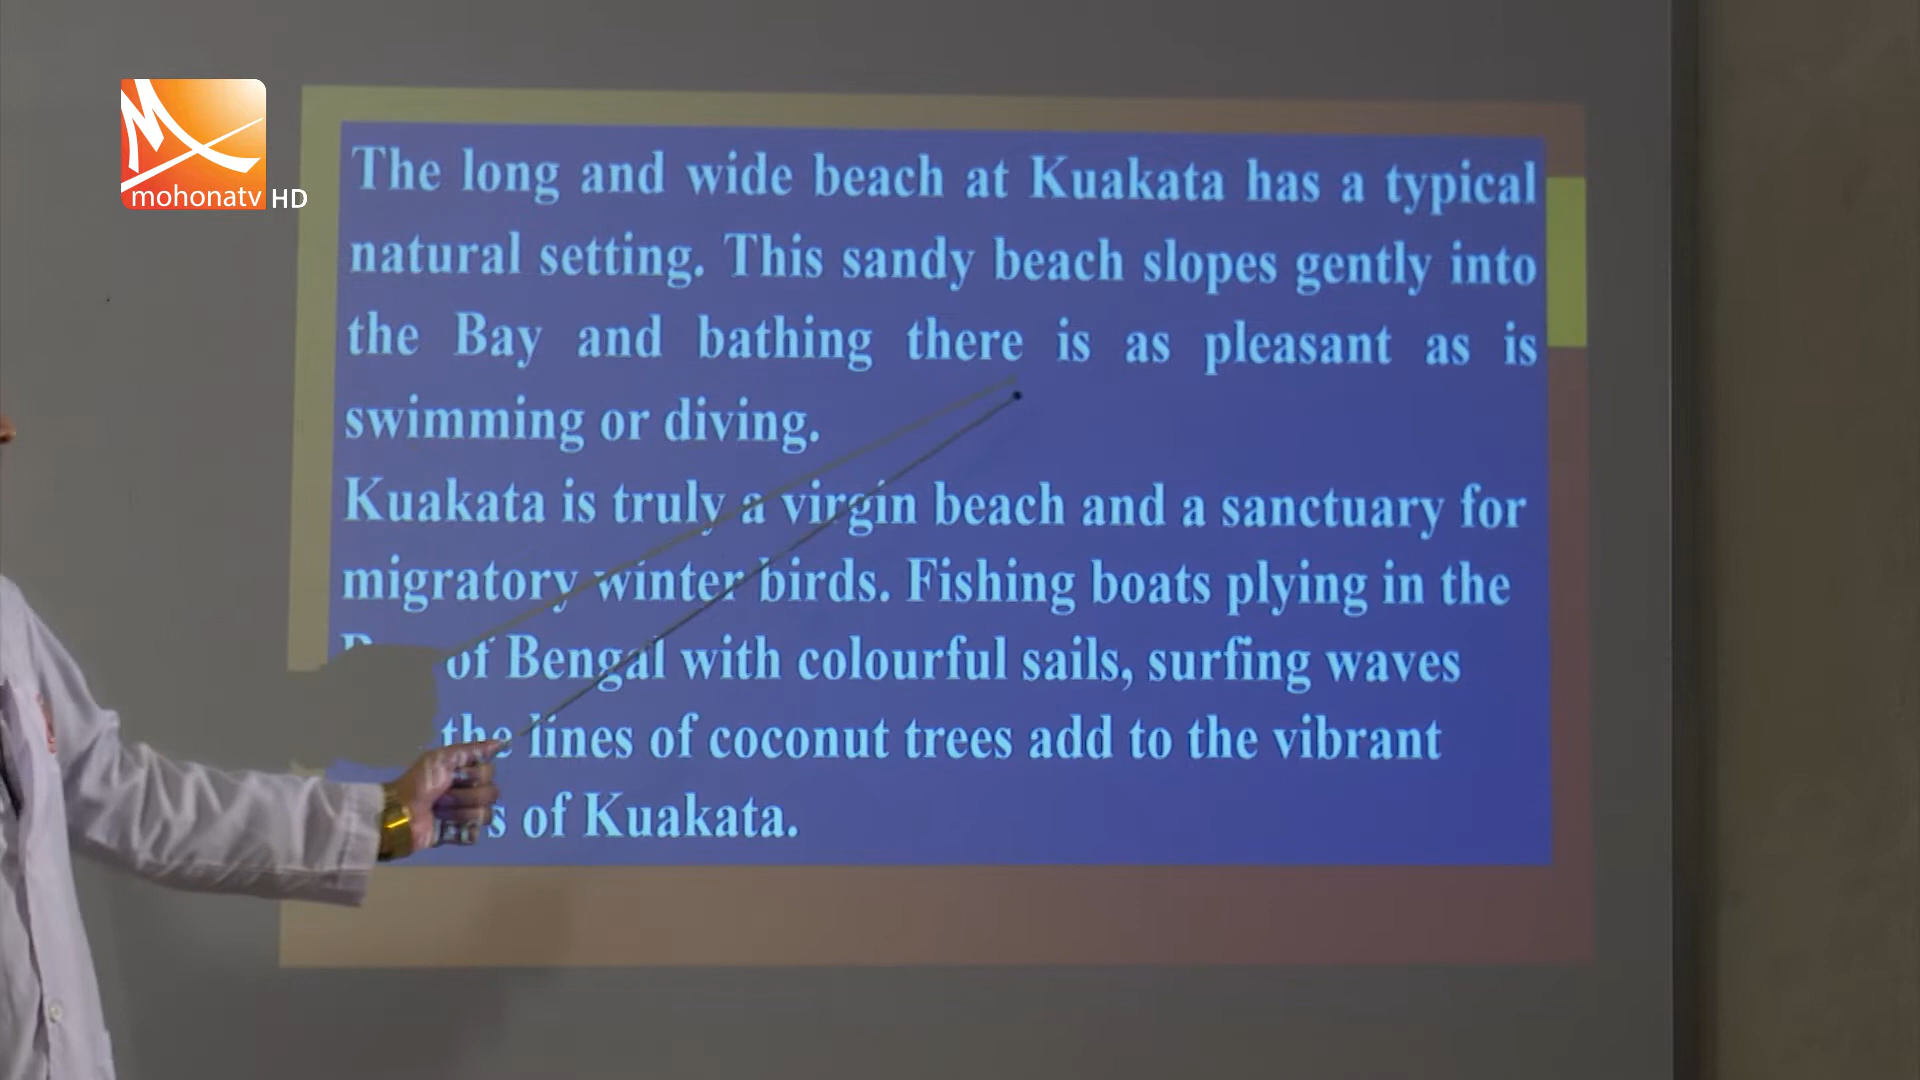 mohonatv HD
The long and wide beach at Kuakata has a typical
natural setting. This sandy beach slopes gently into
the Bay and bathing there is as pleasant as is
swimming or diving.
Kuakata is truly a virgin beach and a sanctuary for
migratory winter birds. Fishing boats plying in the
of Bengal with colourful sails, surfing waves
the lines of coconut trees add to the vibrant
of Kuakata.